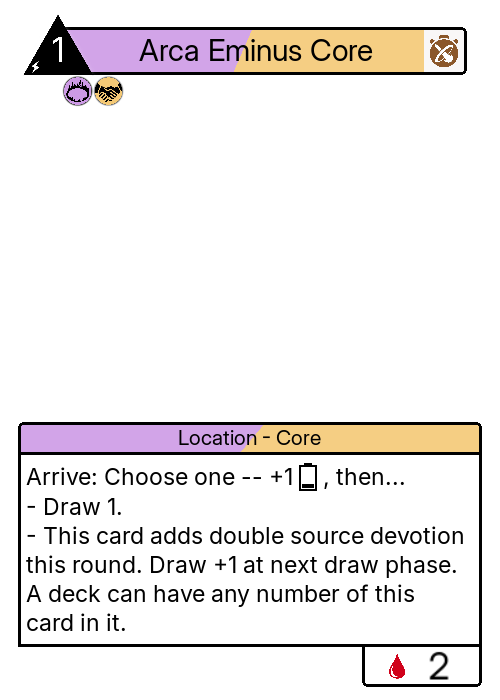 1
Arca Eminus Core
Location - Core
Arrive: Choose one -- +1 , then...
- Draw 1.
- This card adds double source devotion
this round. Draw +1 at next draw phase.
A deck can have any number of this
card in it.
2